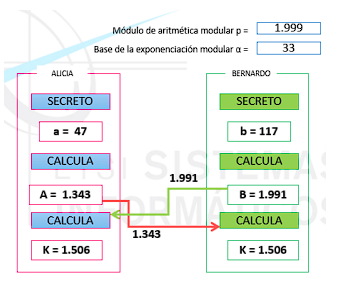 Módulo de aritmética modular p = 1.999
Base de la exponenciación modular α = 33
ALICIA
BERNARDO
SECRETO
SECRETO
a = 47
b = 117
CALCULA
CALCULA
1.991
A = 1.343
B = 1.991
CALCULA
CALCULA
1.343
K = 1.506
K = 1.506
SISTEMAS
INFORMÁTICOS